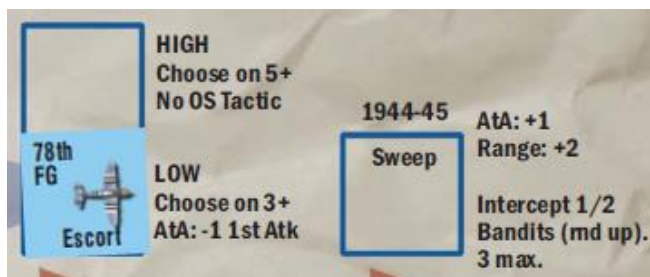 HIGH
Choose on 5+
No OS Tactic
78th
FG
Escort
LOW
Choose on 3+
AtA: -1 1st Atk
1944-45
Sweep
AtA: +1
Range: +2
Intercept 1/2
Bandits (rnd up).
3 max.